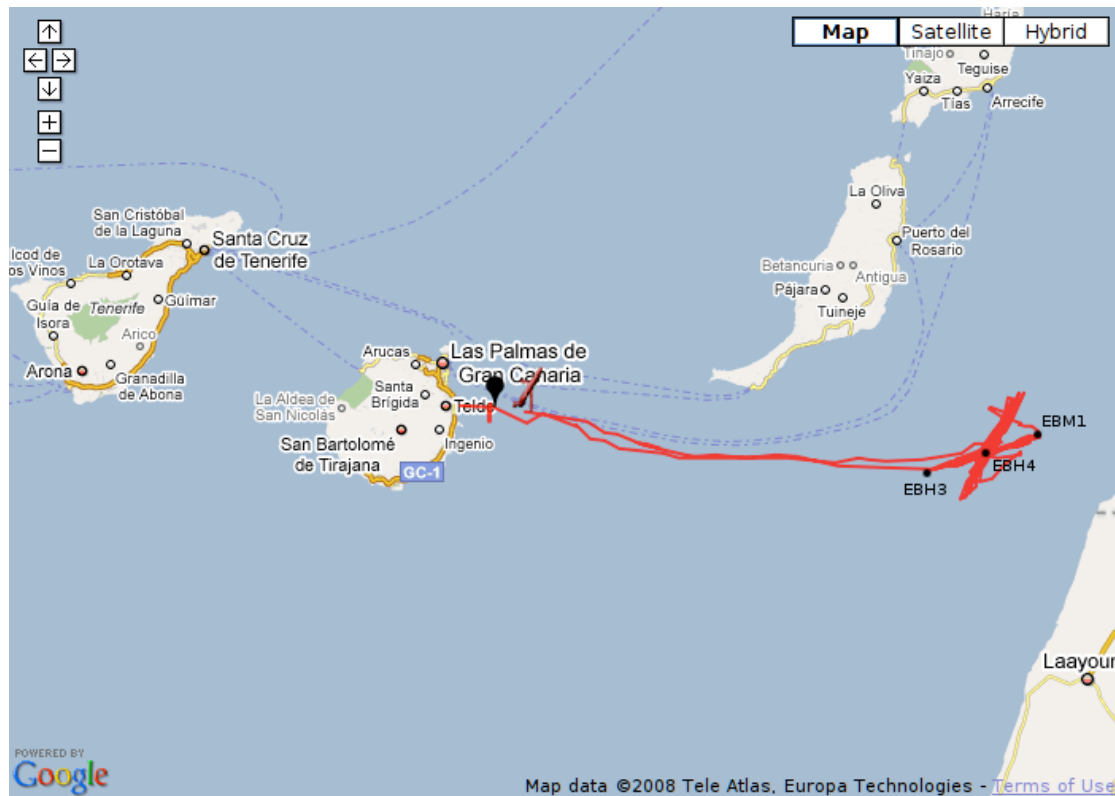 Map
Satellite
Hybrid
Haría
Tinajo
Teguise
Yaiza
Tías
Arrecife
La Oliva
Puerto del
Rosario
Betancuria
Antigua
Pájara
Tuineje
San Cristóbal
de la Laguna
Santa Cruz
de Tenerife
lcod de
os Vinos
La Orotava
Guía de
Isora
Tenerife
Güímar
Arico
Arona
Granadilla
de Abona
Arucas
Las Palmas de
Gran Canaria
Santa
Brígida
La Aldea de
San Nicolás
Telde
San Bartolomé
de Tirajana
Ingenio
GC-1
EBM1
EBH4
EBH3
Laayoun
POWERED BY
Google
Map data ©2008 Tele Atlas, Europa Technologies - Terms of Use